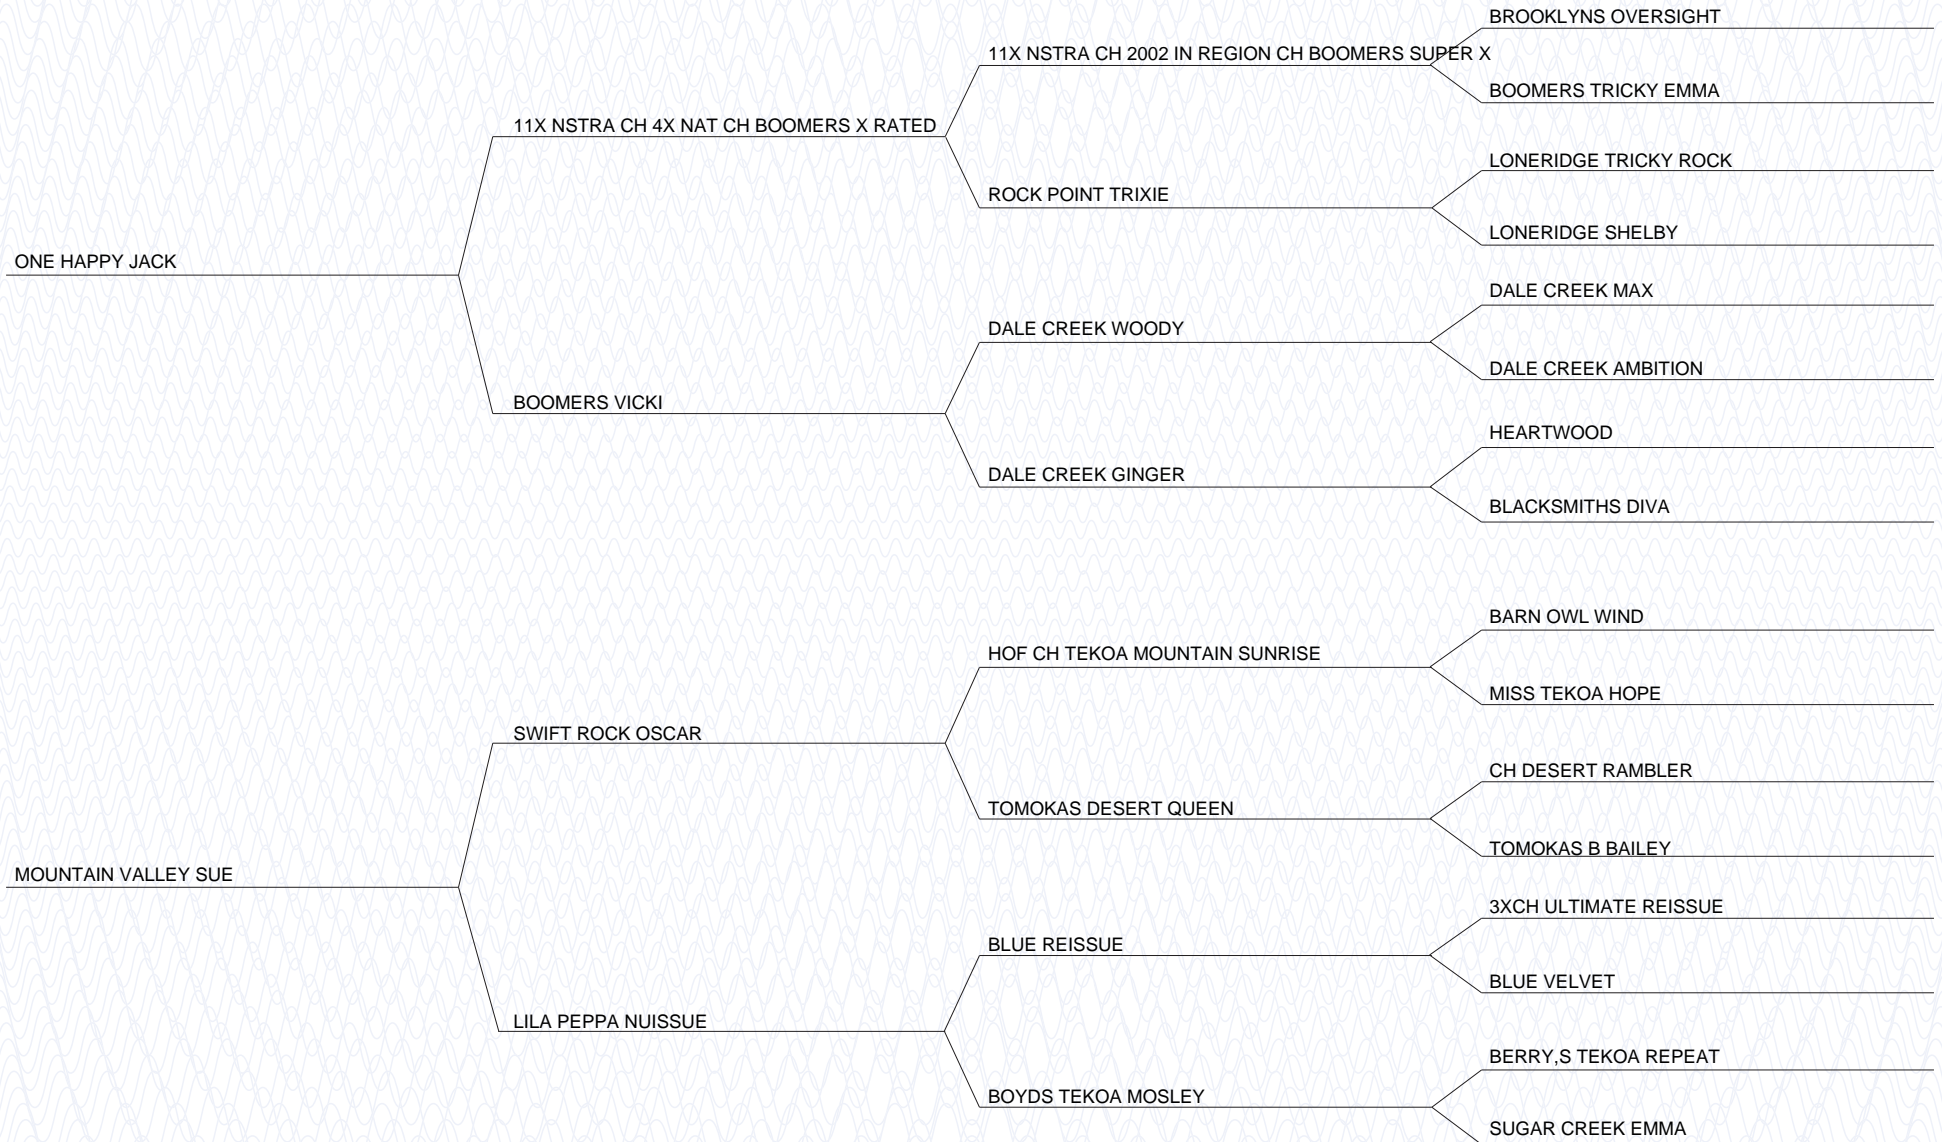 BROOKLYNS OVERSIGHT
11X NSTRA CH 2002 IN REGION CH BOOMERS SUPER X
BOOMERS TRICKY EMMA
11X NSTRA CH 4X NAT CH BOOMERS X RATED
LONERIDGE TRICKY ROCK
ROCK POINT TRIXIE
LONERIDGE SHELBY
ONE HAPPY JACK
DALE CREEK MAX
DALE CREEK WOODY
DALE CREEK AMBITION
BOOMERS VICKI
HEARTWOOD
DALE CREEK GINGER
BLACKSMITHS DIVA
BARN OWL WIND
HOF CH TEKOA MOUNTAIN SUNRISE
MISS TEKOA HOPE
SWIFT ROCK OSCAR
CH DESERT RAMBLER
TOMOKAS DESERT QUEEN
TOMOKAS B BAILEY
MOUNTAIN VALLEY SUE
3XCH ULTIMATE REISSUE
BLUE REISSUE
BLUE VELVET
LILA PEPPA NUISSUE
BERRY,S TEKOA REPEAT
BOYDS TEKOA MOSLEY
SUGAR CREEK EMMA